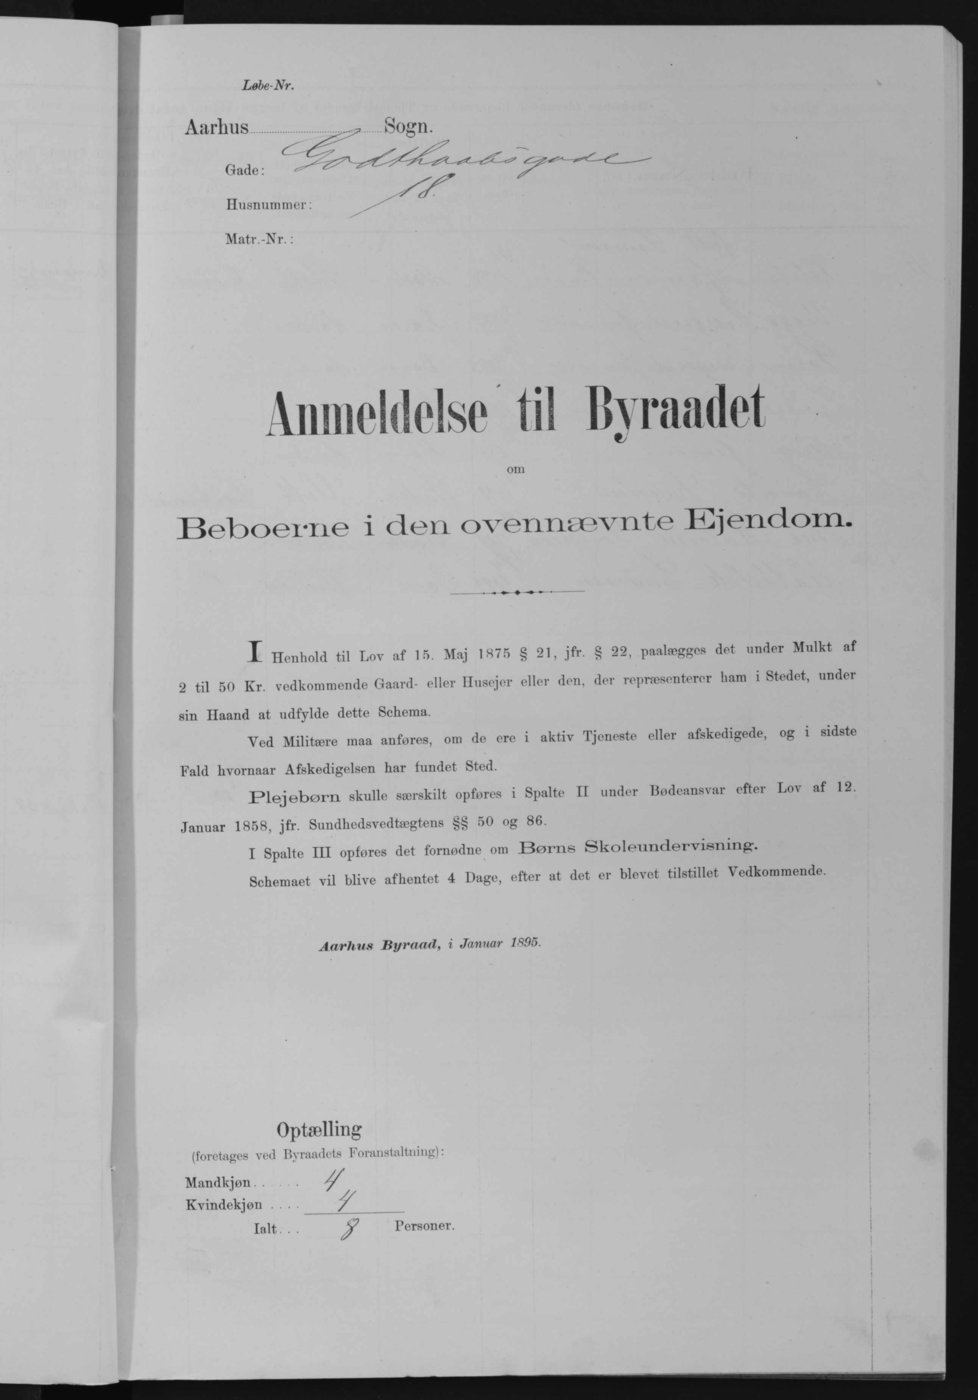 Løbe-Nr.
Aarhus Sogn.
Gade: Godthaabsgade
Husnummer: 18.
Matr.-Nr.:
Anmeldelse til Byraadet
om
Beboerne i den ovennævnte Ejendom.
I Henhold til Lov af 15. Maj 1875 § 21, jfr. § 22, paalægges det under Mulkt af
2 til 50 Kr. vedkommende Gaard- eller Husejer eller den, der repræsenterer ham i Stedet, under
sin Haand at udfylde dette Schema.
Ved Militære maa anføres, om de ere i aktiv Tjeneste eller afskedigede, og i sidste
Fald hvornaar Afskedigelsen har fundet Sted.
Plejebørn skulle særskilt opføres i Spalte II under Bødeansvar efter Lov af 12.
Januar 1858, jfr. Sundhedsvedtægtens §§ 50 og 86.
I Spalte III opføres det fornødne om Børns Skoleundervisning.
Schemaet vil blive afhentet 4 Dage, efter at det er blevet tilstillet Vedkommende.
Aarhus Byraad, i Januar 1895.
Optælling
(foretages ved Byraadets Foranstaltning):
Mandkjøn..... 4
Kvindekjøn.... 4
Ialt... 8 Personer.